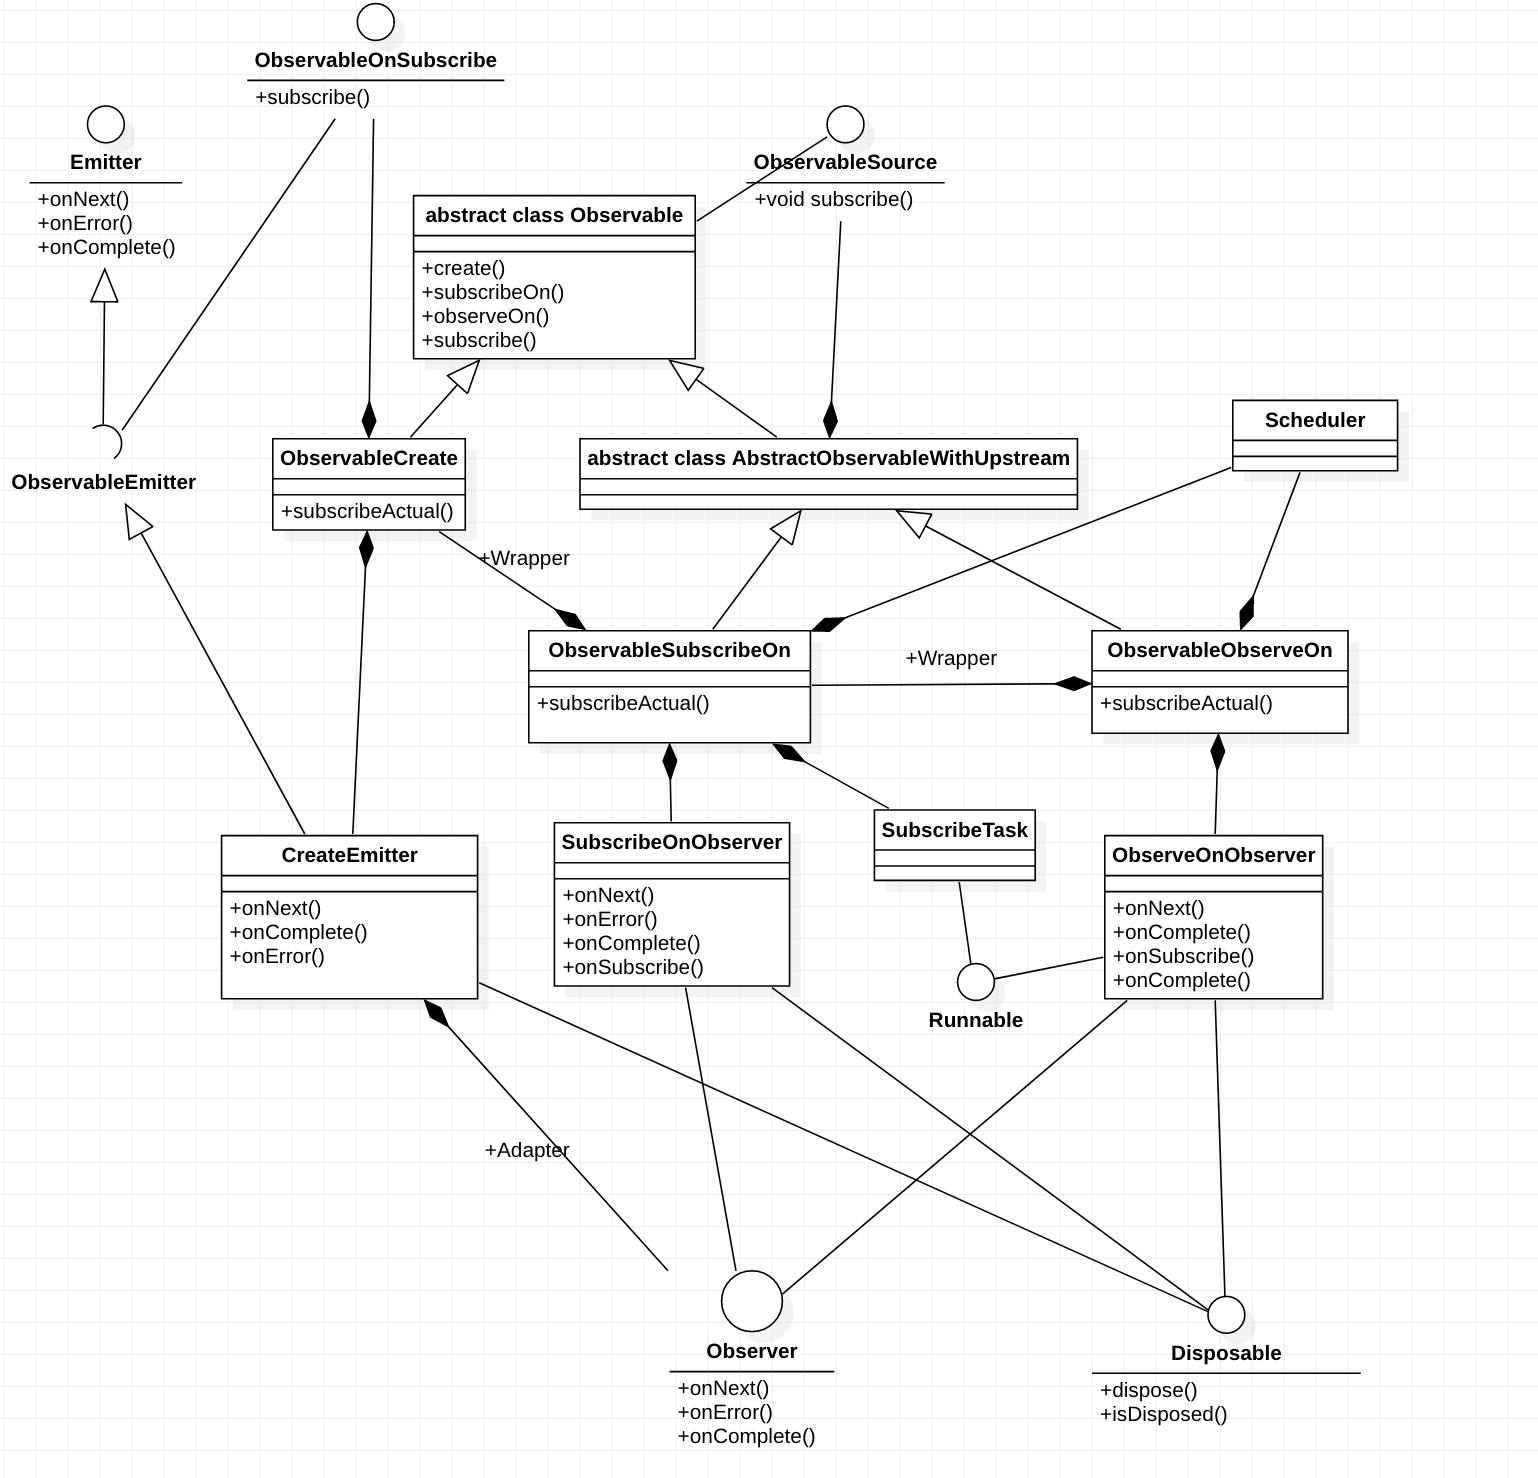 ObservableOnSubscribe
+subscribe()
Emitter
+onNext()
+onError()
+onComplete()
ObservableSource
+void subscribe()
abstract class Observable
+create()
+subscribeOn()
+observeOn()
+subscribe()
ObservableEmitter
ObservableCreate
+subscribeActual()
abstract class AbstractObservableWithUpstream
Scheduler
+Wrapper
ObservableSubscribeOn
+subscribeActual()
+Wrapper
ObservableObserveOn
+subscribeActual()
CreateEmitter
+onNext()
+onComplete()
+onError()
SubscribeOnObserver
+onNext()
+onError()
+onComplete()
+onSubscribe()
SubscribeTask
ObserveOnObserver
+onNext()
+onComplete()
+onSubscribe()
+onComplete()
Runnable
+Adapter
Observer
+onNext()
+onError()
+onComplete()
Disposable
+dispose()
+isDisposed()